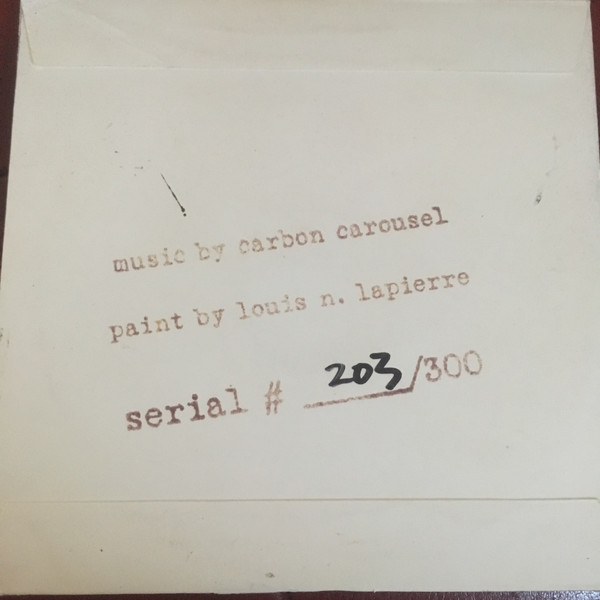 music by carbon carousel
paint by louis n. lapierre
serial # 203/300